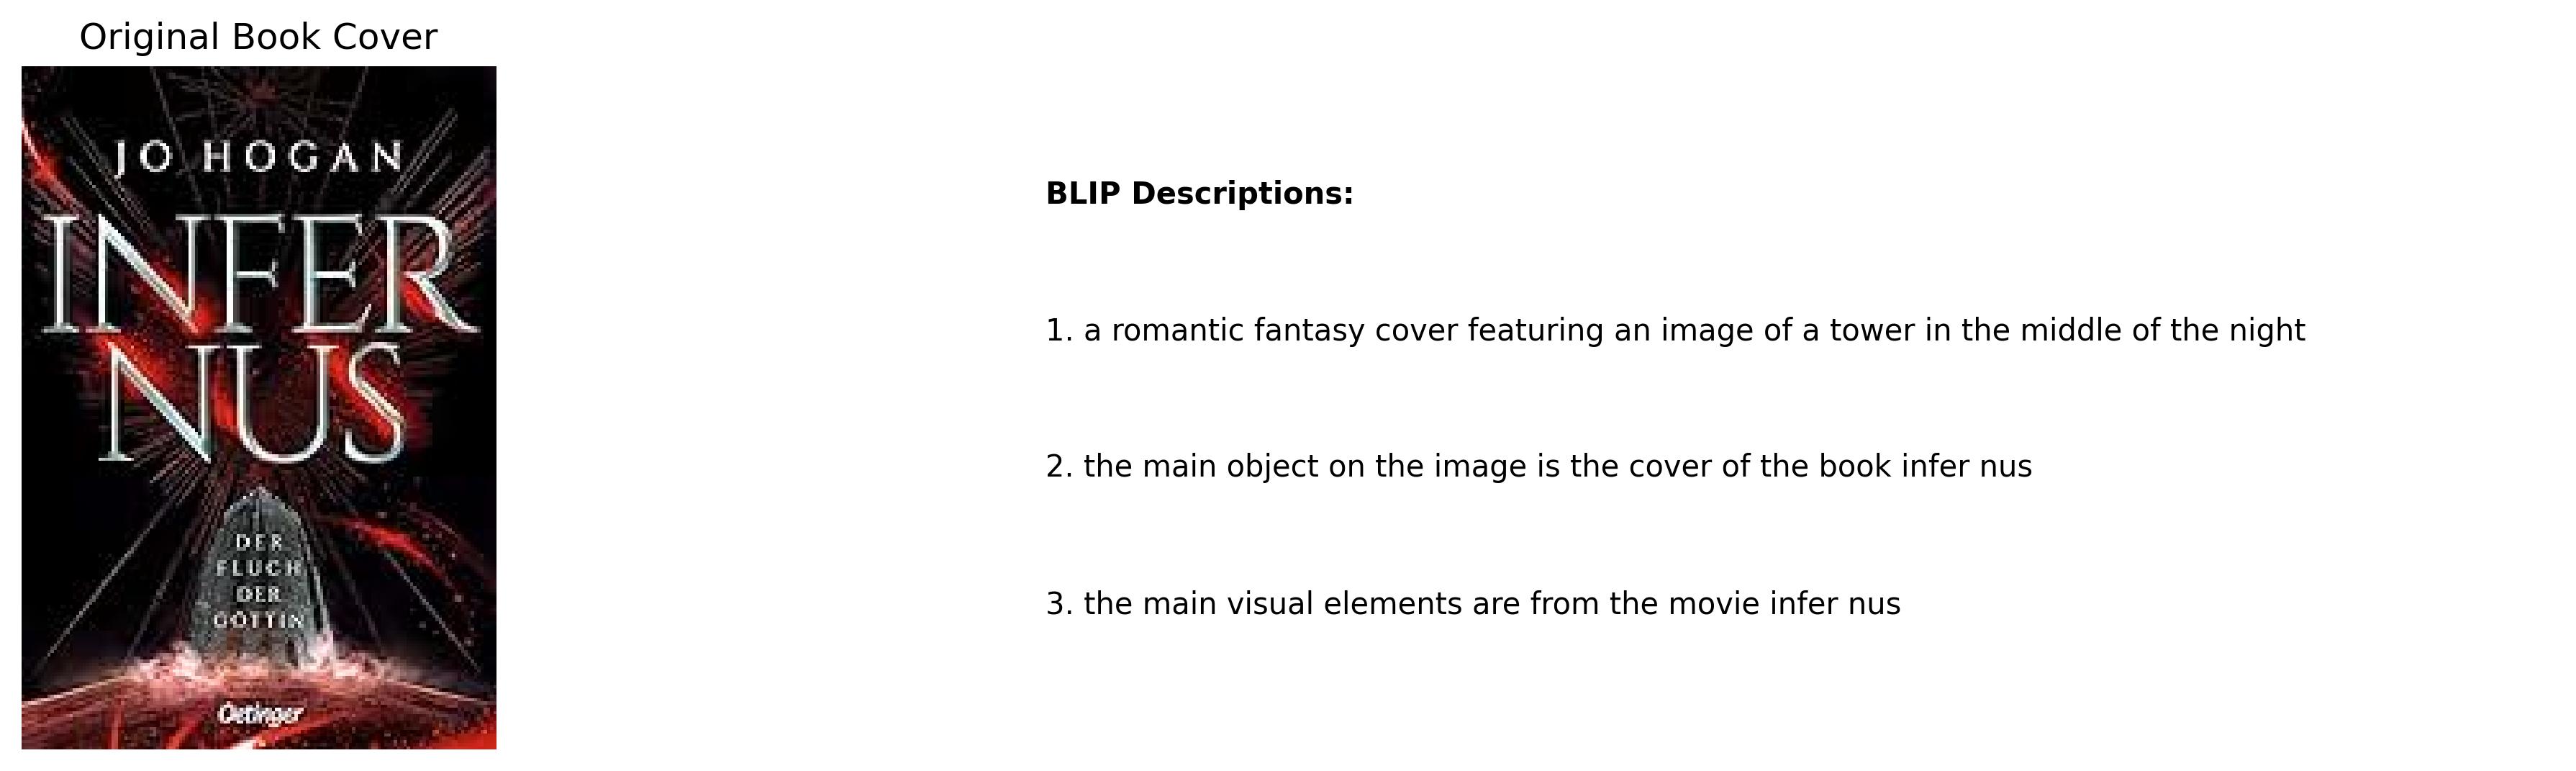 Original Book Cover
JO HOGAN
INFER
NUS
DER
FLUCH
DER
GÖTTIN
Oetinger
BLIP Descriptions:
1. a romantic fantasy cover featuring an image of a tower in the middle of the night
2. the main object on the image is the cover of the book infer nus
3. the main visual elements are from the movie infer nus